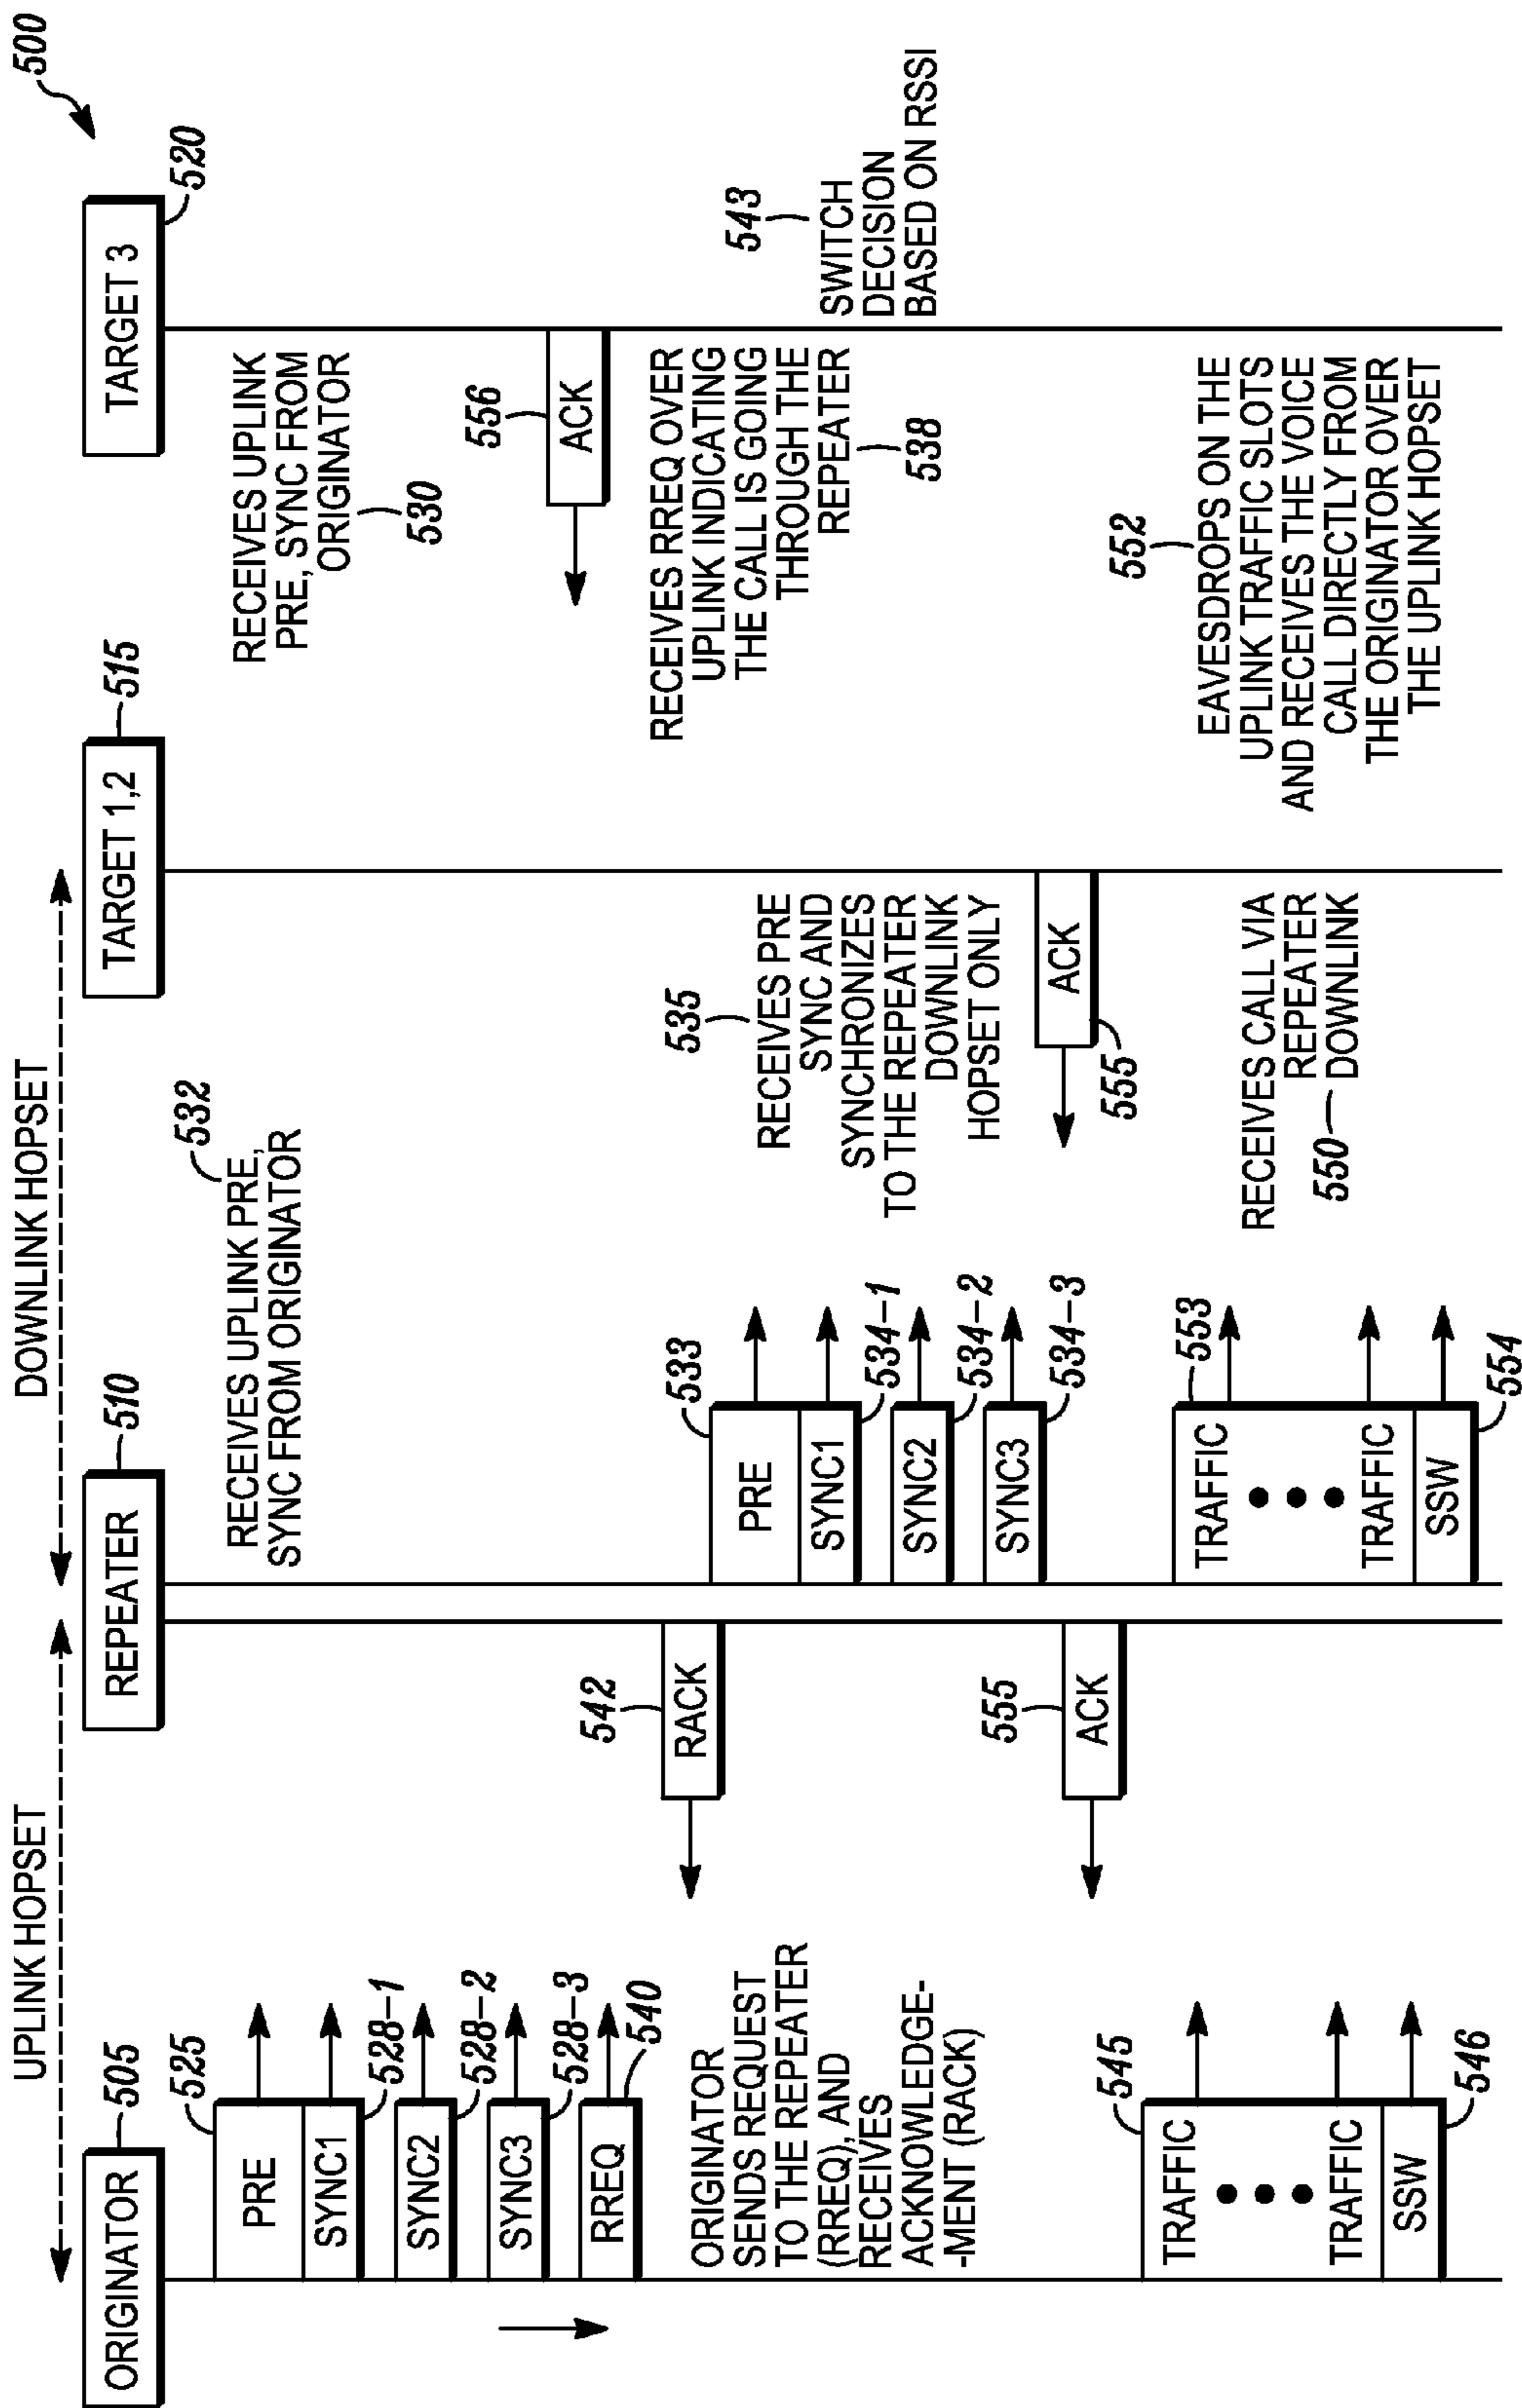 500
UPLINK HOPSET
DOWNLINK HOPSET
ORIGINATOR
505
REPEATER
510
TARGET 1,2
515
TARGET 3
520
525
PRE
SYNC1
528-1
SYNC2
528-2
SYNC3
528-3
RREQ
540
ORIGINATOR
SENDS REQUEST
TO THE REPEATER
(RREQ), AND
RECEIVES
ACKNOWLEDGE-
-MENT (RACK)
545
TRAFFIC
TRAFFIC
SSW
546
532
RECEIVES UPLINK PRE,
SYNC FROM ORIGINATOR
542
RACK
555
ACK
533
PRE
SYNC1
534-1
SYNC2
534-2
SYNC3
534-3
553
TRAFFIC
TRAFFIC
SSW
554
535
RECEIVES PRE
SYNC AND
SYNCHRONIZES
TO THE REPEATER
DOWNLINK
HOPSET ONLY
ACK
555
RECEIVES CALL VIA
REPEATER
DOWNLINK
550
RECEIVES UPLINK
PRE, SYNC FROM
ORIGINATOR
530
556
ACK
RECEIVES RREQ OVER
UPLINK INDICATING
THE CALL IS GOING
THROUGH THE
REPEATER
538
543
SWITCH
DECISION
BASED ON RSSI
552
EAVESDROPS ON THE
UPLINK TRAFFIC SLOTS
AND RECEIVES THE VOICE
CALL DIRECTLY FROM
THE ORIGINATOR OVER
THE UPLINK HOPSET